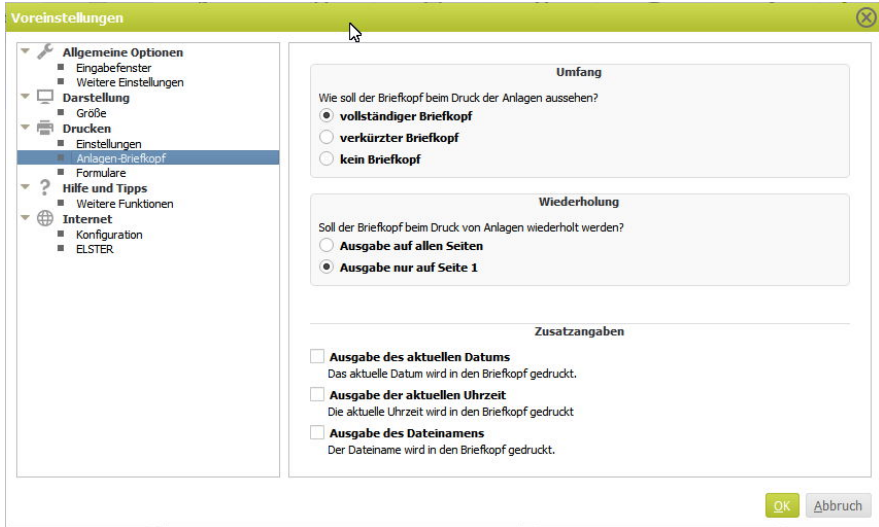 Voreinstellungen
Allgemeine Optionen
Eingabefenster
Weitere Einstellungen
Darstellung
Größe
Drucken
Einstellungen
Anlagen-Briefkopf
Formulare
Hilfe und Tipps
Weitere Funktionen
Internet
Konfiguration
ELSTER
Umfang
Wie soll der Briefkopf beim Druck der Anlagen aussehen?
vollständiger Briefkopf
verkürzter Briefkopf
kein Briefkopf
Wiederholung
Soll der Briefkopf beim Druck von Anlagen wiederholt werden?
Ausgabe auf allen Seiten
Ausgabe nur auf Seite 1
Zusatzangaben
Ausgabe des aktuellen Datums
Das aktuelle Datum wird in den Briefkopf gedruckt.
Ausgabe der aktuellen Uhrzeit
Die aktuelle Uhrzeit wird in den Briefkopf gedruckt
Ausgabe des Dateinamens
Der Dateiname wird in den Briefkopf gedruckt.
OK Abbruch